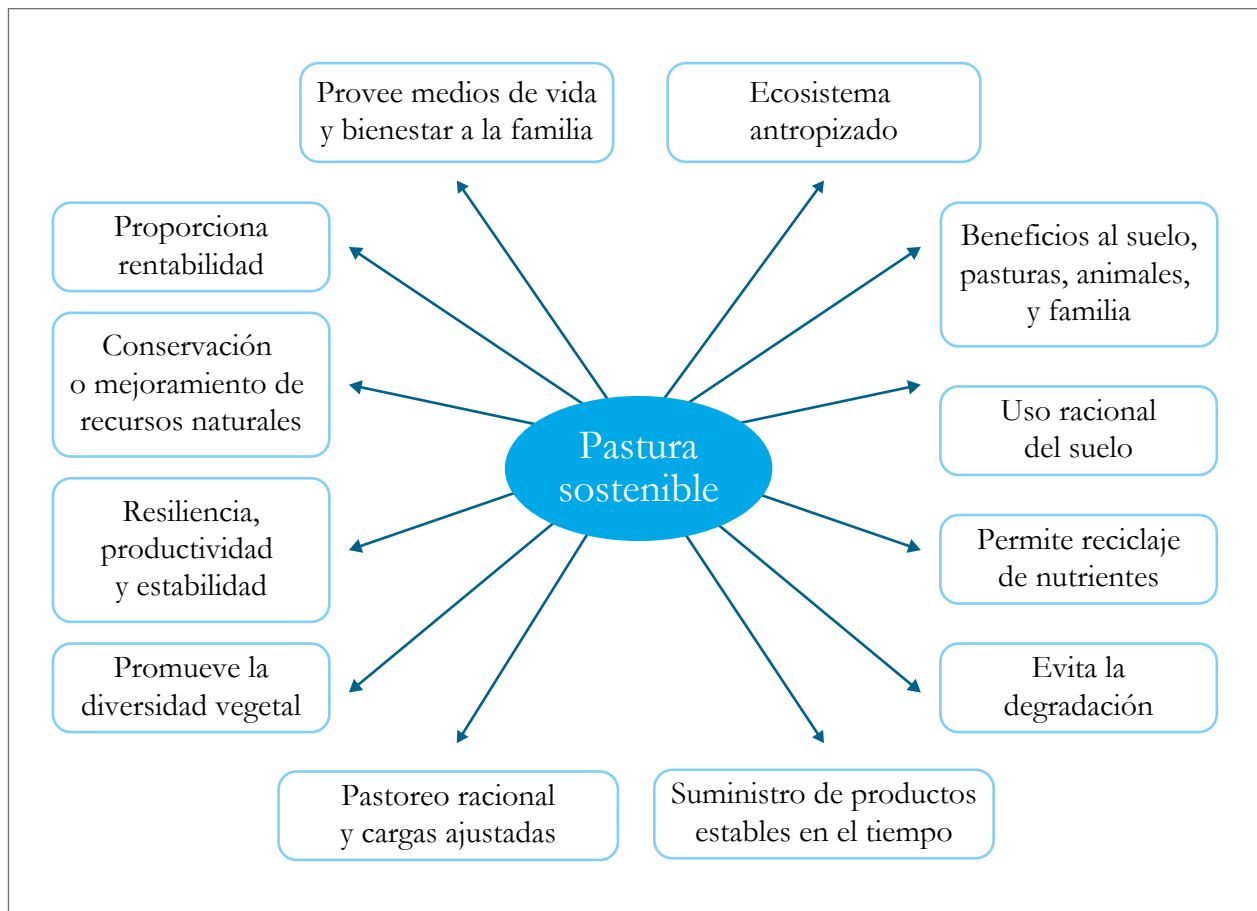 Provee medios de vida
y bienestar a la familia
Ecosistema
antropizado
Proporciona
rentabilidad
Beneficios al suelo,
pasturas, animales,
y familia
Conservación
o mejoramiento de
recursos naturales
Uso racional
del suelo
Pastura
sostenible
Resiliencia,
productividad
y estabilidad
Permite reciclaje
de nutrientes
Promueve la
diversidad vegetal
Evita la
degradación
Pastoreo racional
y cargas ajustadas
Suministro de productos
estables en el tiempo